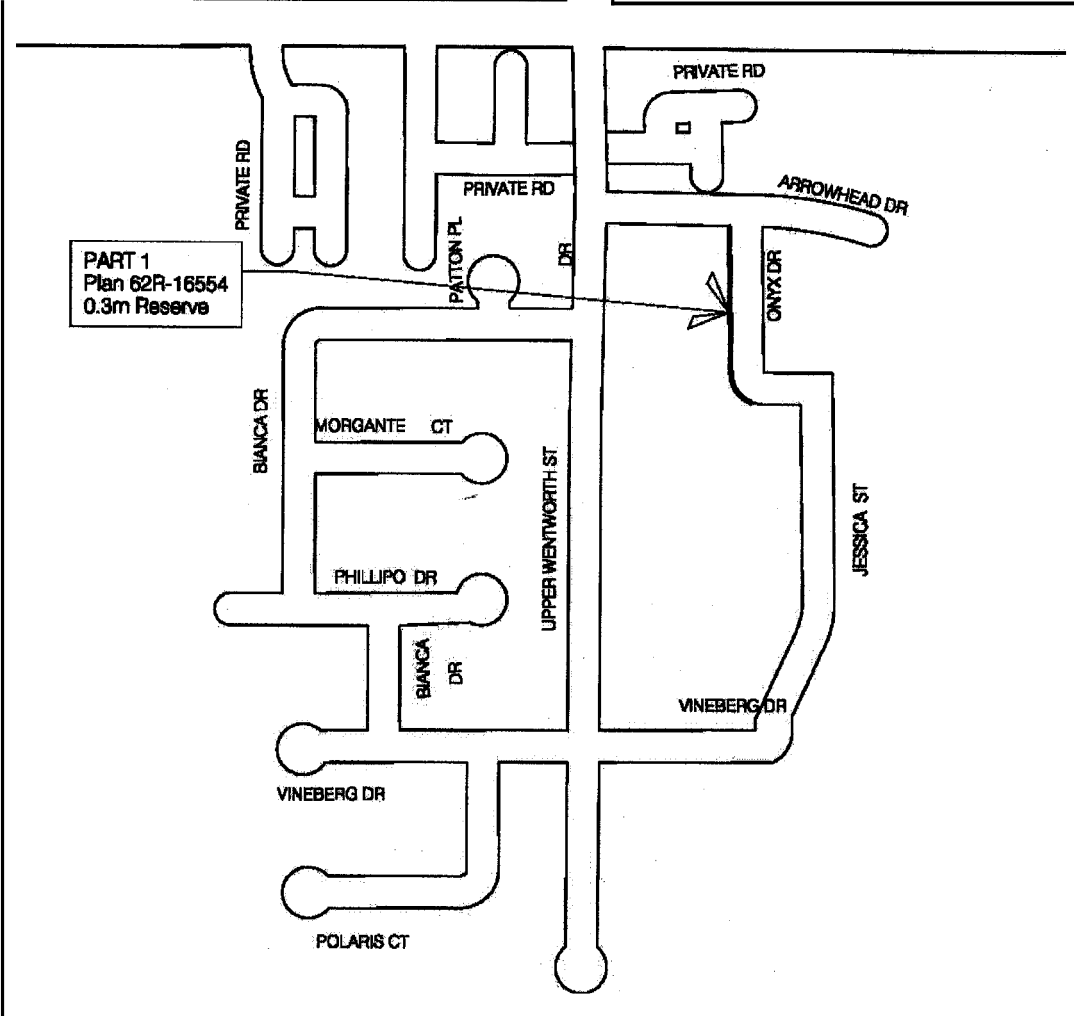 PRIVATE RD
PRIVATE RD
PRIVATE RD
ARROWHEAD DR
PATTON PL
DR
PART 1
Plan 62R-16554
0.3m Reserve
ONYX DR
BIANCA DR
MORGANTE CT
UPPER WENTWORTH ST
JESSICA ST
PHILLIPO DR
BIANCA
DR
VINEBERG DR
VINEBERG DR
POLARIS CT